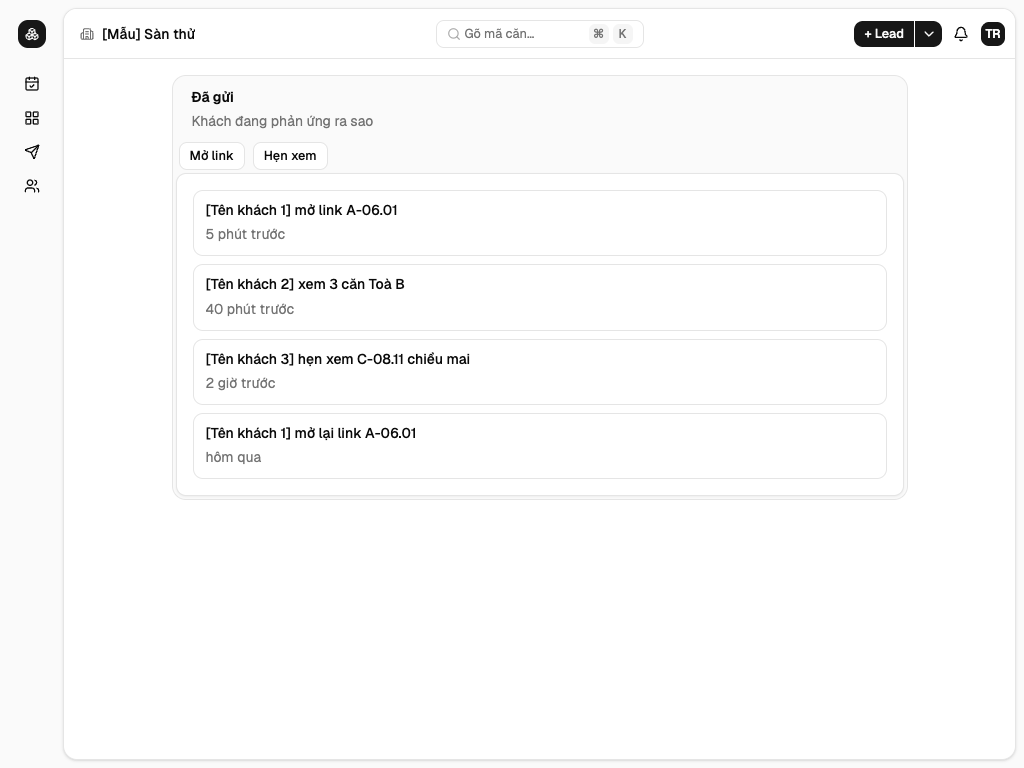 [Mẫu] Sàn thử
Gõ mã căn...
⌘ K
+ Lead
TR
Đã gửi
Khách đang phản ứng ra sao
Mở link
Hẹn xem
[Tên khách 1] mở link A-06.01
5 phút trước
[Tên khách 2] xem 3 căn Toà B
40 phút trước
[Tên khách 3] hẹn xem C-08.11 chiều mai
2 giờ trước
[Tên khách 1] mở lại link A-06.01
hôm qua